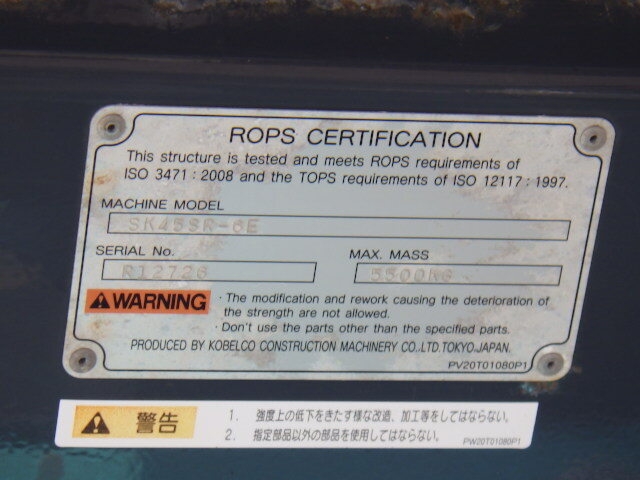 ROPS CERTIFICATION
This structure is tested and meets ROPS requirements of
ISO 3471 : 2008 and the TOPS requirements of ISO 12117 : 1997.
MACHINE MODEL
SK45SR-6E
SERIAL No.
MAX. MASS
R12726
5500KG
WARNING
· The modification and rework causing the deterioration of
the strength are not allowed.
· Don't use the parts other than the specified parts.
PRODUCED BY KOBELCO CONSTRUCTION MACHINERY CO.,LTD.TOKYO.JAPAN.
PV20T01080P1
警告
1. 強度上の低下をきたす様な改造、加工等をしてはならない。
2. 指定部品以外の部品を使用してはならない。
PW20T01080P1